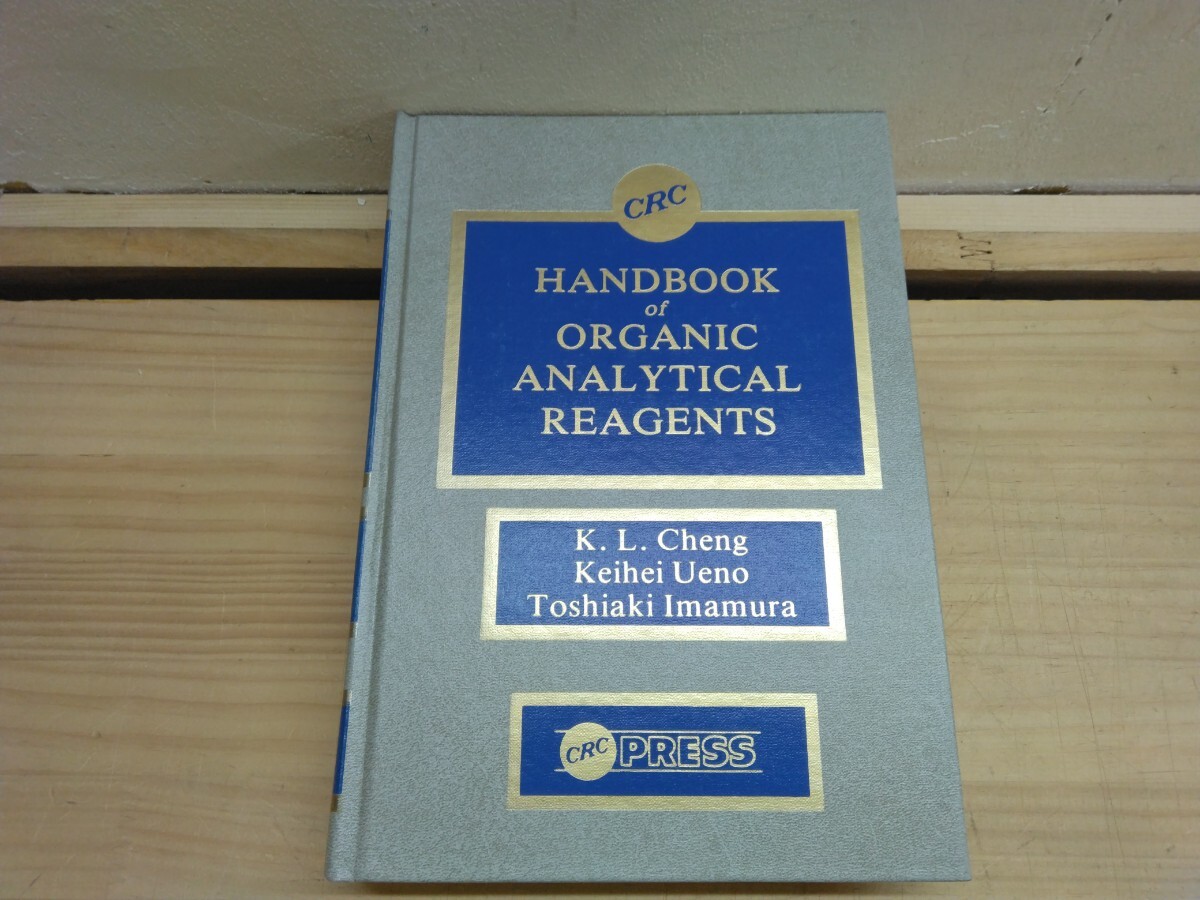 CRC
HANDBOOK
of
ORGANIC
ANALYTICAL
REAGENTS
K. L. Cheng
Keihei Ueno
Toshiaki Imamura
CRC PRESS